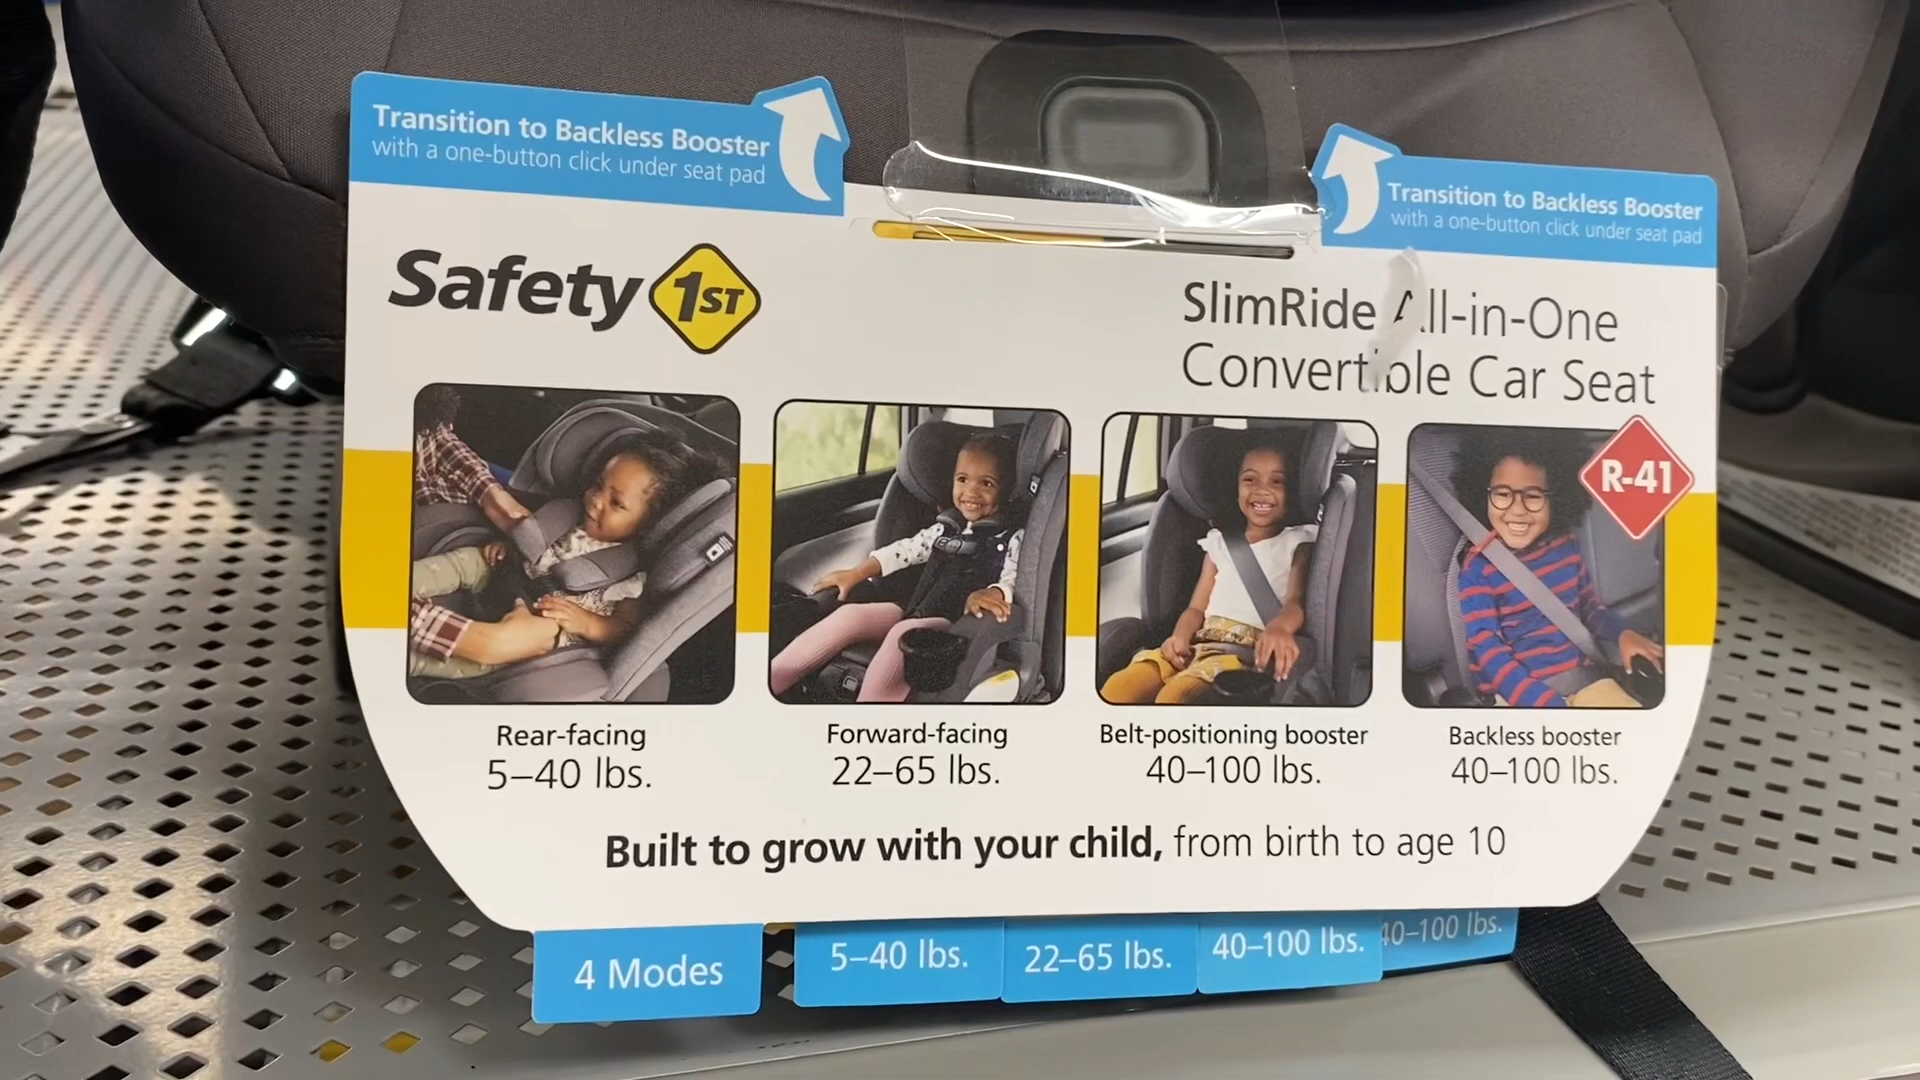 Transition to Backless Booster
with a one-button click under seat pad
Transition to Backless Booster
with a one-button click under seat pad
Safety 1ST
SlimRide All-in-One
Convertible Car Seat
R-41
Rear-facing
5–40 lbs.
Forward-facing
22–65 lbs.
Belt-positioning booster
40–100 lbs.
Backless booster
40–100 lbs.
Built to grow with your child, from birth to age 10
4 Modes
5–40 lbs.
22–65 lbs.
40–100 lbs.
40–100 lbs.